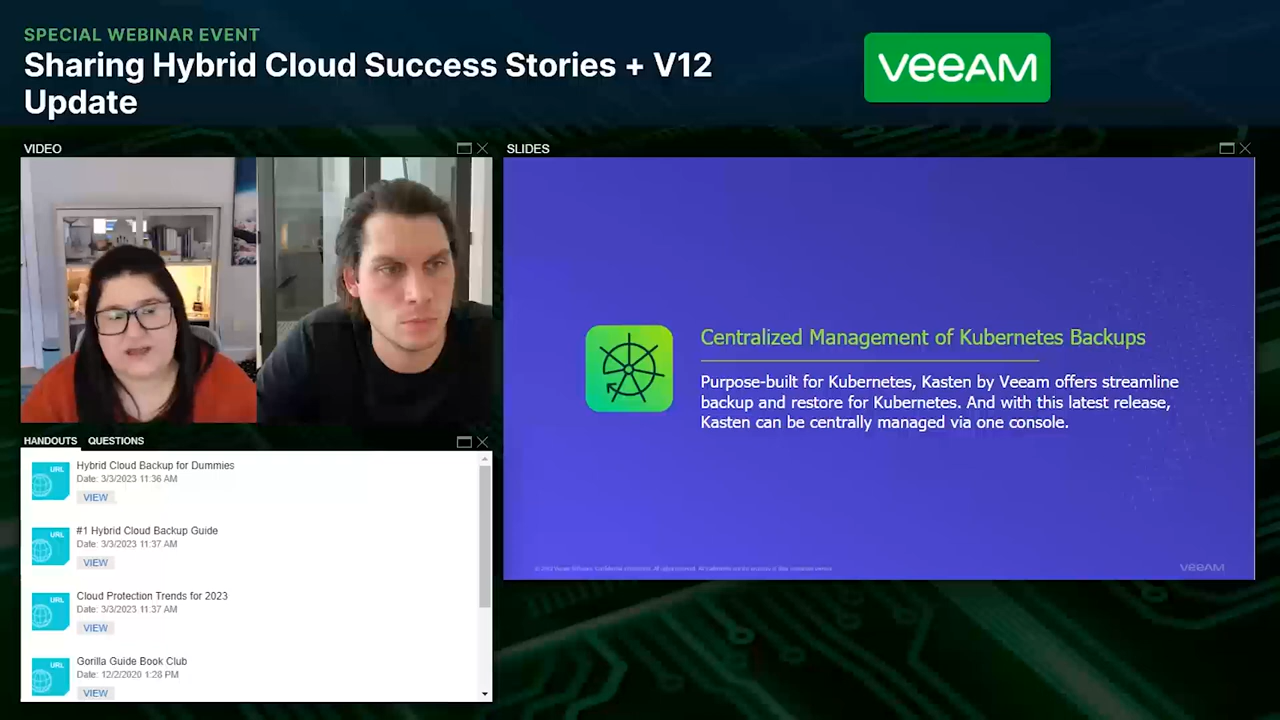 SPECIAL WEBINAR EVENT
Sharing Hybrid Cloud Success Stories + V12
Update
veeAM
VIDEO
SLIDES
Centralized Management of Kubernetes Backups
Purpose-built for Kubernetes, Kasten by Veeam offers streamline
backup and restore for Kubernetes. And with this latest release,
Kasten can be centrally managed via one console.
veeAM
HANDOUTS QUESTIONS
URL
Hybrid Cloud Backup for Dummies
Date: 3/3/2023 11:36 AM
VIEW
URL
#1 Hybrid Cloud Backup Guide
Date: 3/3/2023 11:37 AM
VIEW
URL
Cloud Protection Trends for 2023
Date: 3/3/2023 11:37 AM
VIEW
URL
Gorilla Guide Book Club
Date: 12/2/2020 1:28 PM
VIEW